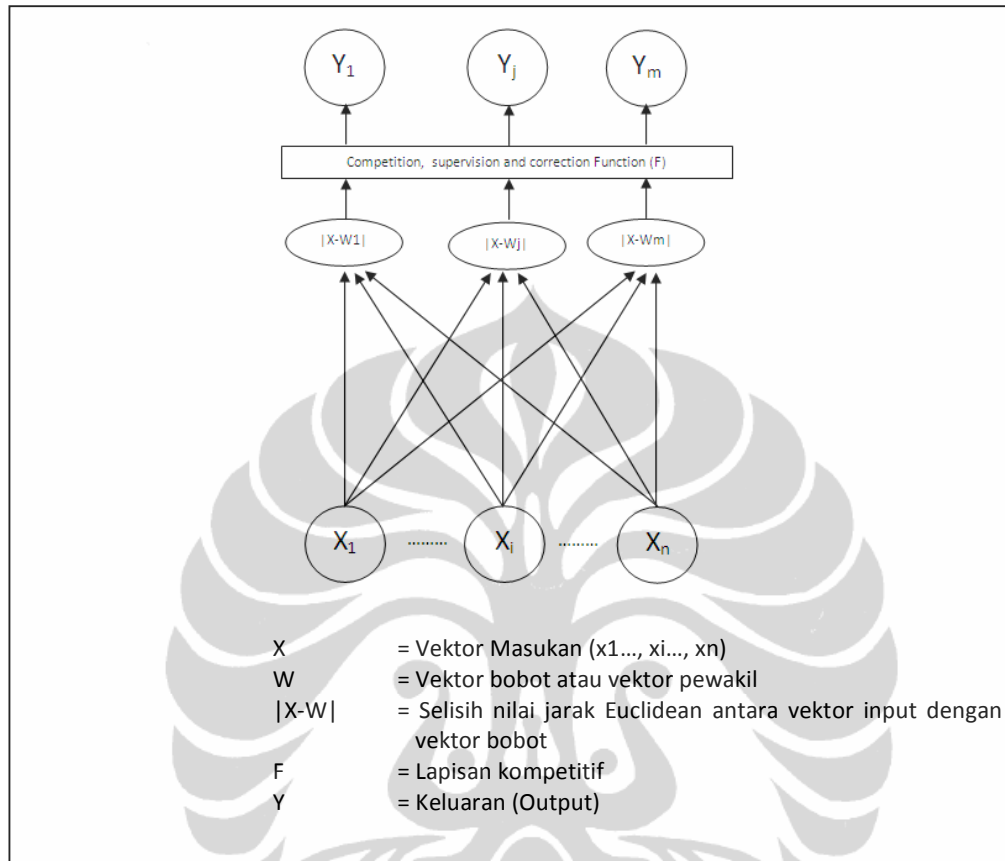 Y₁ Yⱼ Yₘ
Competition, supervision and correction Function (F)
|X-W1| |X-Wj| |X-Wm|
X₁ ......... Xᵢ ......... Xₙ
X = Vektor Masukan (x1…, xi…, xn)
W = Vektor bobot atau vektor pewakil
|X-W| = Selisih nilai jarak Euclidean antara vektor input dengan
vektor bobot
F = Lapisan kompetitif
Y = Keluaran (Output)